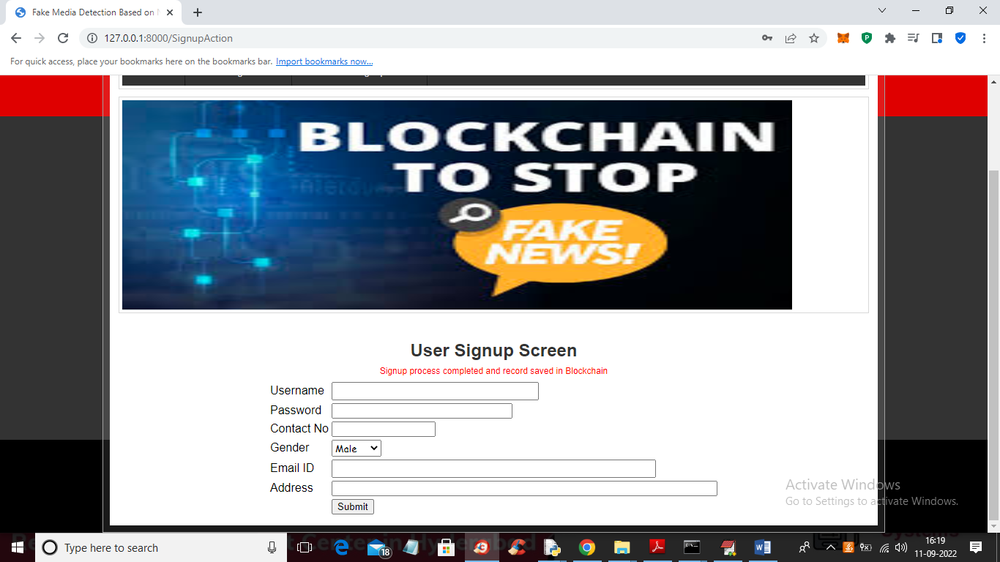 Fake Media Detection Based on N
127.0.0.1:8000/SignupAction
For quick access, place your bookmarks here on the bookmarks bar. Import bookmarks now...
BLOCKCHAIN
TO STOP
FAKE
NEWS!
User Signup Screen
Signup process completed and record saved in Blockchain
Username
Password
Contact No
Gender Male
Email ID
Address
Submit
Activate Windows
Go to Settings to activate Windows.
Type here to search
18
16:19
11-09-2022